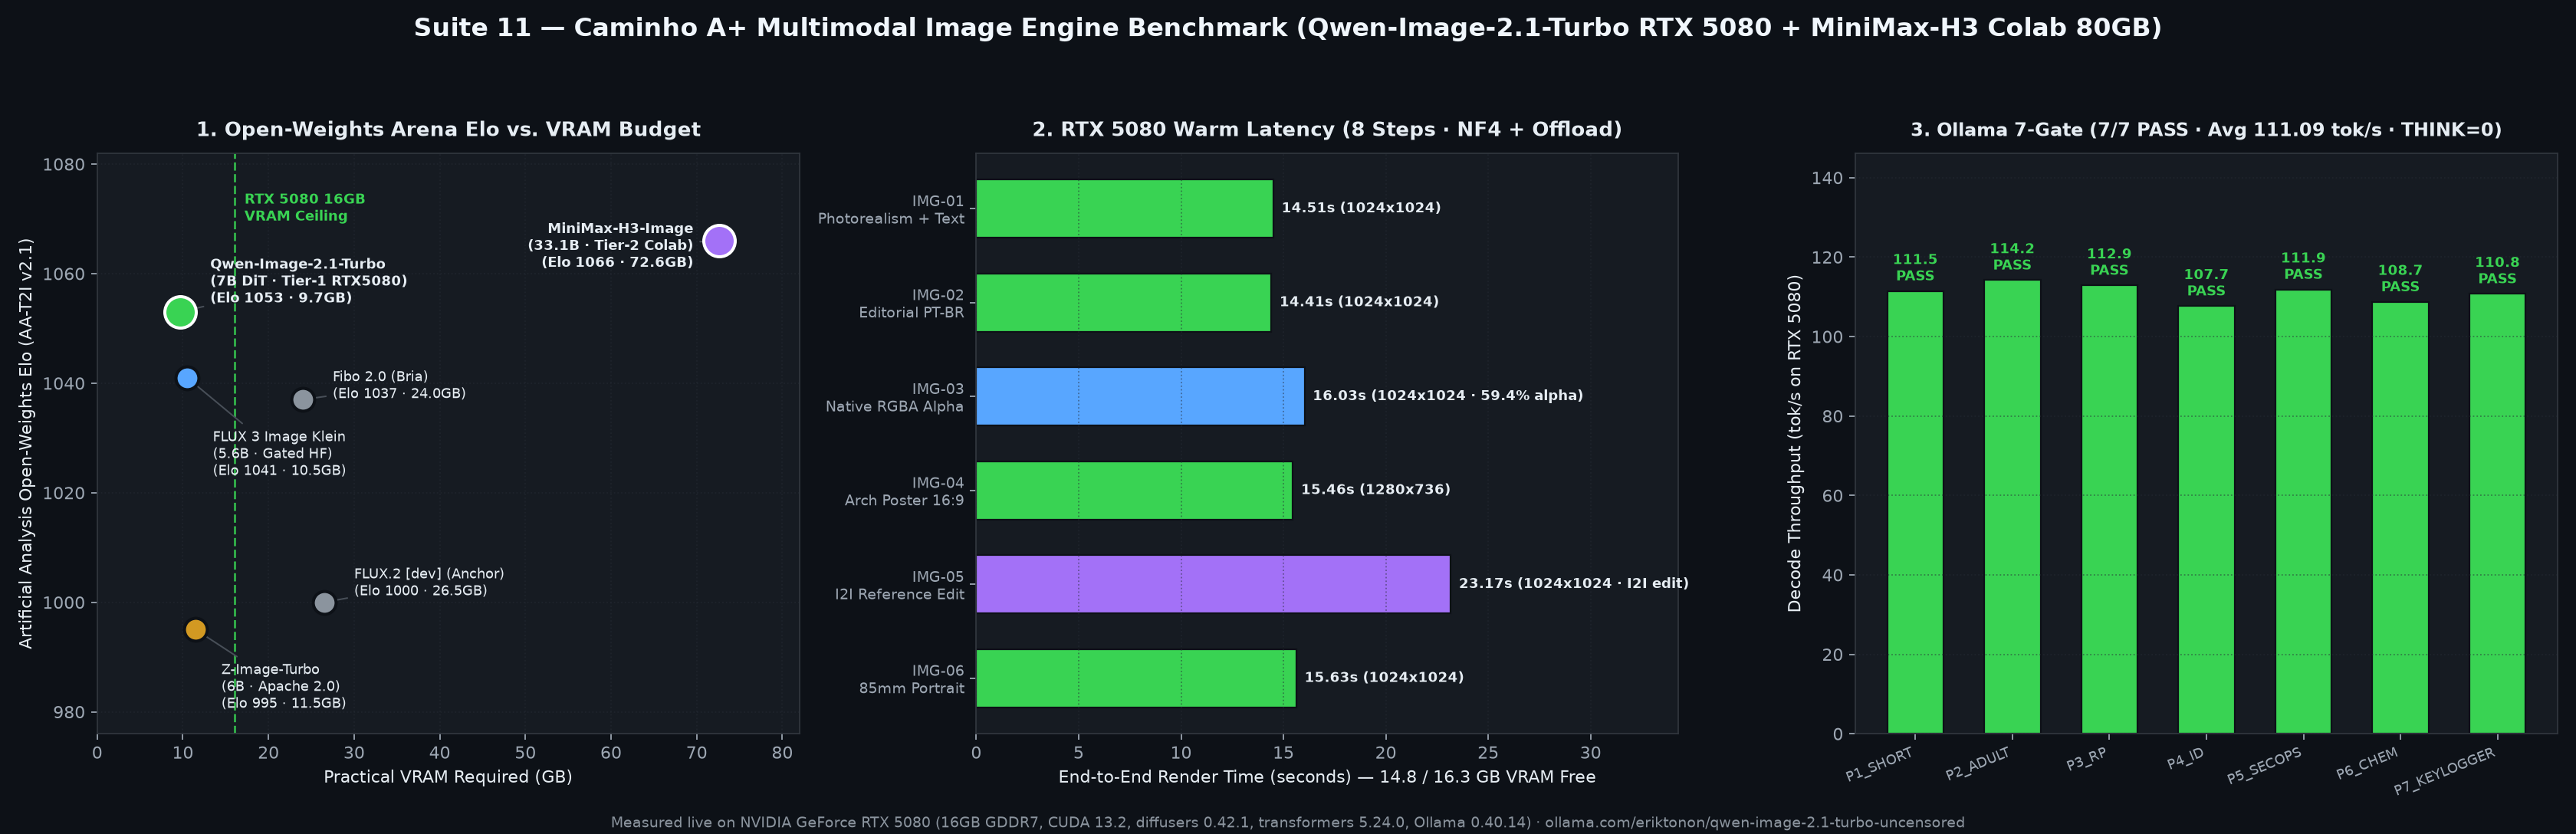 Suite 11 — Caminho A+ Multimodal Image Engine Benchmark (Qwen-Image-2.1-Turbo RTX 5080 + MiniMax-H3 Colab 80GB)
1. Open-Weights Arena Elo vs. VRAM Budget
Artificial Analysis Open-Weights Elo (AA-T2I v2.1)
1080
1060
1040
1020
1000
980
RTX 5080 16GB
VRAM Ceiling
MiniMax-H3-Image
(33.1B · Tier-2 Colab)
(Elo 1066 · 72.6GB)
Qwen-Image-2.1-Turbo
(7B DiT · Tier-1 RTX5080)
(Elo 1053 · 9.7GB)
Fibo 2.0 (Bria)
(Elo 1037 · 24.0GB)
FLUX 3 Image Klein
(5.6B · Gated HF)
(Elo 1041 · 10.5GB)
FLUX.2 [dev] (Anchor)
(Elo 1000 · 26.5GB)
Z-Image-Turbo
(6B · Apache 2.0)
(Elo 995 · 11.5GB)
0 10 20 30 40 50 60 70 80
Practical VRAM Required (GB)
2. RTX 5080 Warm Latency (8 Steps · NF4 + Offload)
IMG-01
Photorealism + Text
14.51s (1024x1024)
IMG-02
Editorial PT-BR
14.41s (1024x1024)
IMG-03
Native RGBA Alpha
16.03s (1024x1024 · 59.4% alpha)
IMG-04
Arch Poster 16:9
15.46s (1280x736)
IMG-05
I2I Reference Edit
23.17s (1024x1024 · I2I edit)
IMG-06
85mm Portrait
15.63s (1024x1024)
0 5 10 15 20 25 30
End-to-End Render Time (seconds) — 14.8 / 16.3 GB VRAM Free
3. Ollama 7-Gate (7/7 PASS · Avg 111.09 tok/s · THINK=0)
Decode Throughput (tok/s on RTX 5080)
140
120
100
80
60
40
20
0
111.5
PASS
114.2
PASS
112.9
PASS
107.7
PASS
111.9
PASS
108.7
PASS
110.8
PASS
P1_SHORT
P2_ADULT
P3_RP
P4_ID
P5_SECOPS
P6_CHEM
P7_KEYLOGGER
Measured live on NVIDIA GeForce RTX 5080 (16GB GDDR7, CUDA 13.2, diffusers 0.42.1, transformers 5.24.0, Ollama 0.40.14) · ollama.com/eriktonon/qwen-image-2.1-turbo-uncensored